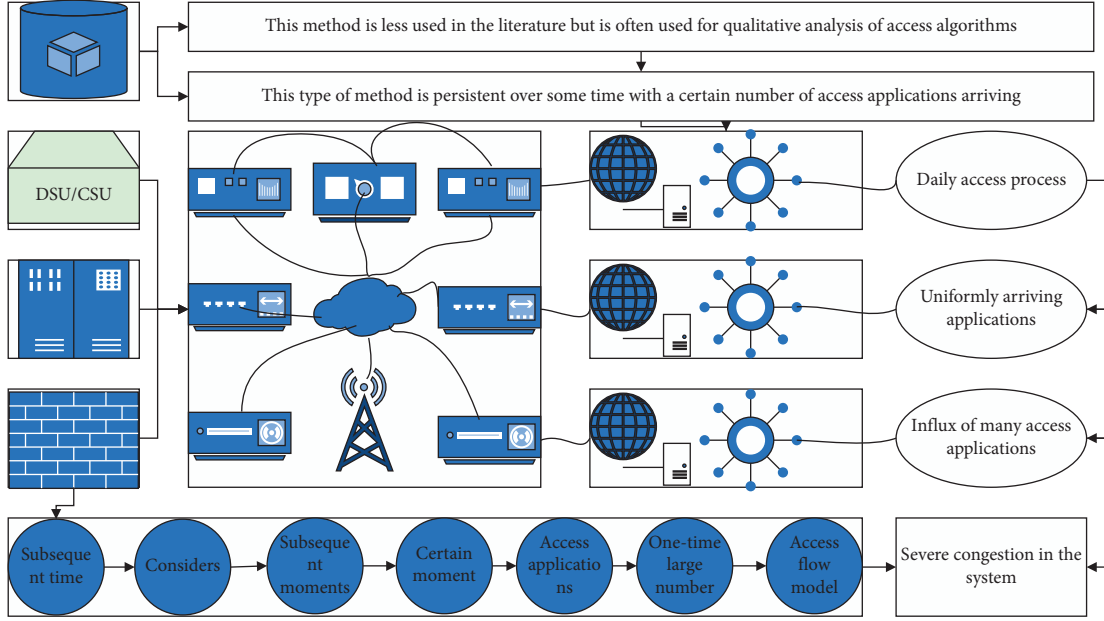 This method is less used in the literature but is often used for qualitative analysis of access algorithms
This type of method is persistent over some time with a certain number of access applications arriving
DSU/CSU
Daily access process
Uniformly arriving
applications
Influx of many access
applications
Subseque
nt time
Considers
Subseque
nt
moments
Certain
moment
Access
applicatio
ns
One-time
large
number
Access
flow
model
Severe congestion in the
system